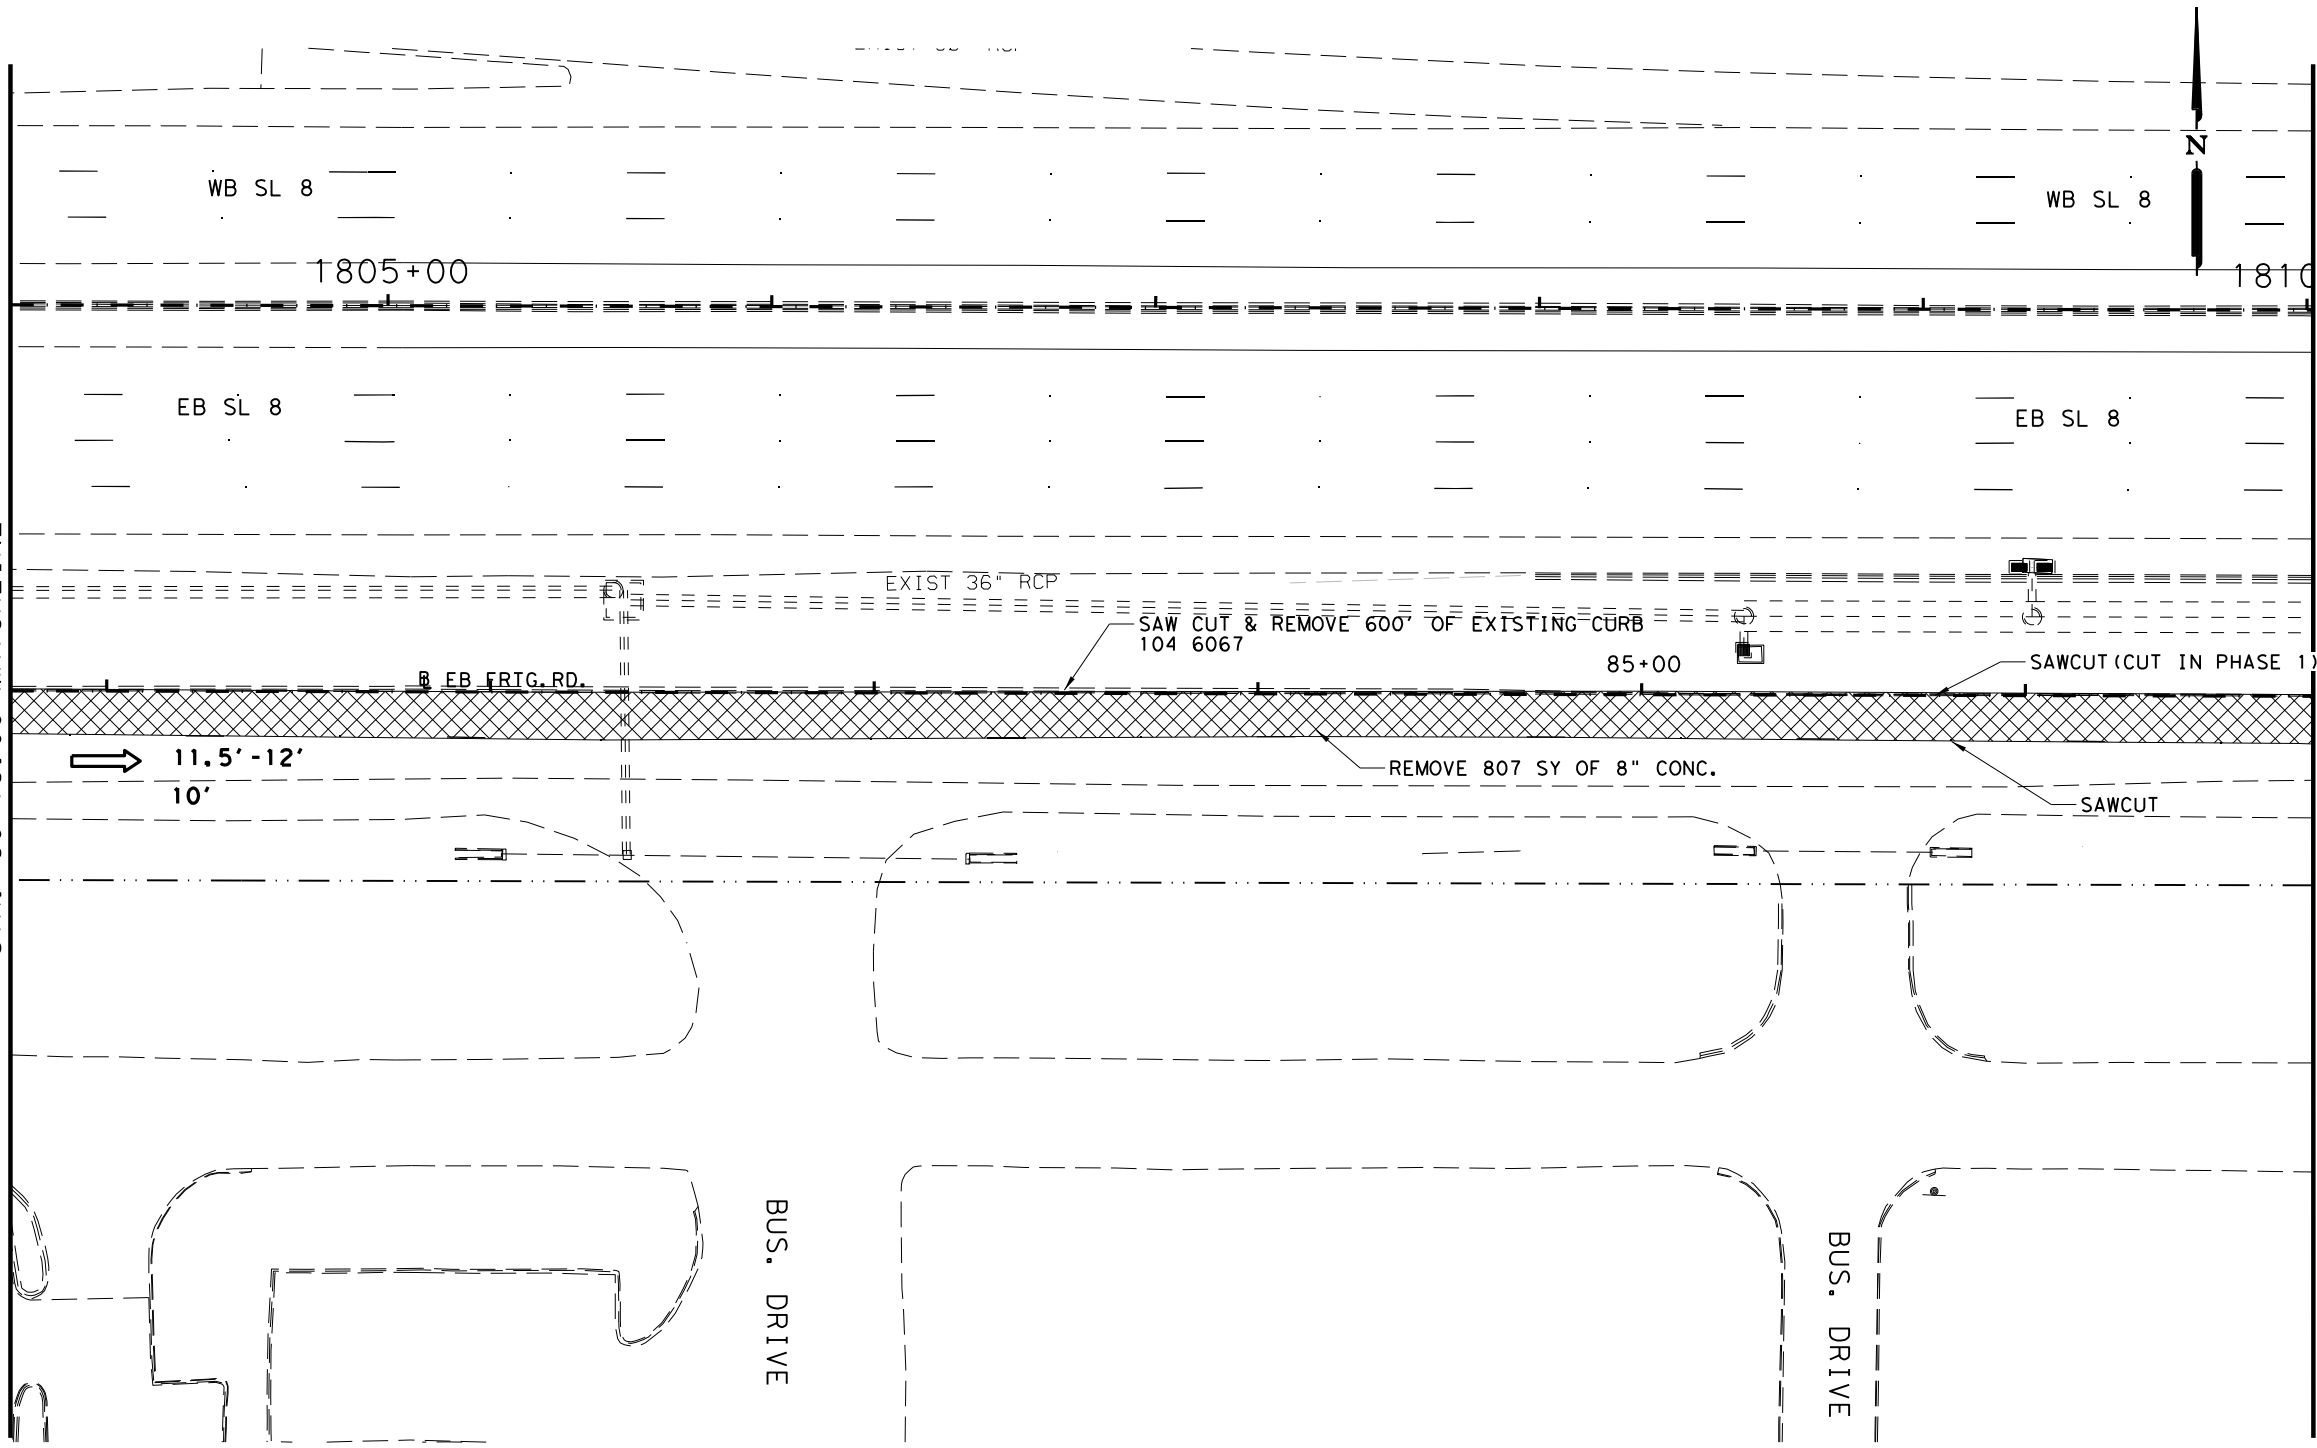 N
WB SL 8
WB SL 8
1805+00
1810
EB SL 8
EB SL 8
EXIST 36" RCP
SAW CUT & REMOVE 600' OF EXISTING CURB
104 6067
85+00
SAWCUT(CUT IN PHASE 1)
EB FRTG.RD.
11.5'-12'
10'
REMOVE 807 SY OF 8" CONC.
SAWCUT
BUS. DRIVE
BUS. DRIVE